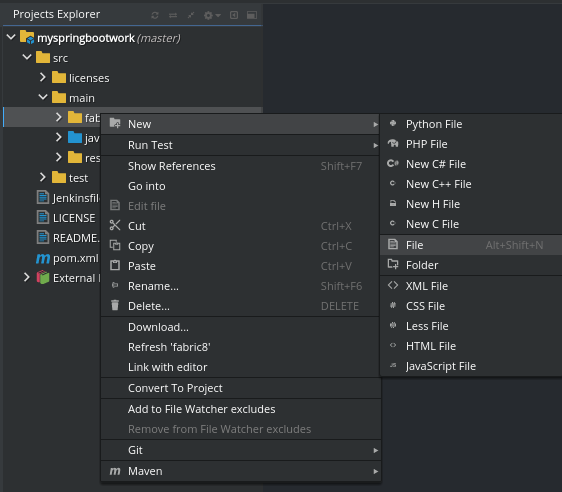 Projects Explorer
myspringbootwork (master)
src
licenses
main
fab
jav
res
test
Jenkinsfil
LICENSE
README.
pom.xml
External
New
Run Test
Show References Shift+F7
Go into
Edit file
Cut Ctrl+X
Copy Ctrl+C
Paste Ctrl+V
Rename... Shift+F6
Delete... DELETE
Download...
Refresh 'fabric8'
Link with editor
Convert To Project
Add to File Watcher excludes
Remove from File Watcher excludes
Git
m Maven
Python File
PHP File
New C# File
New C++ File
New H File
New C File
File Alt+Shift+N
Folder
XML File
CSS File
Less File
HTML File
JavaScript File